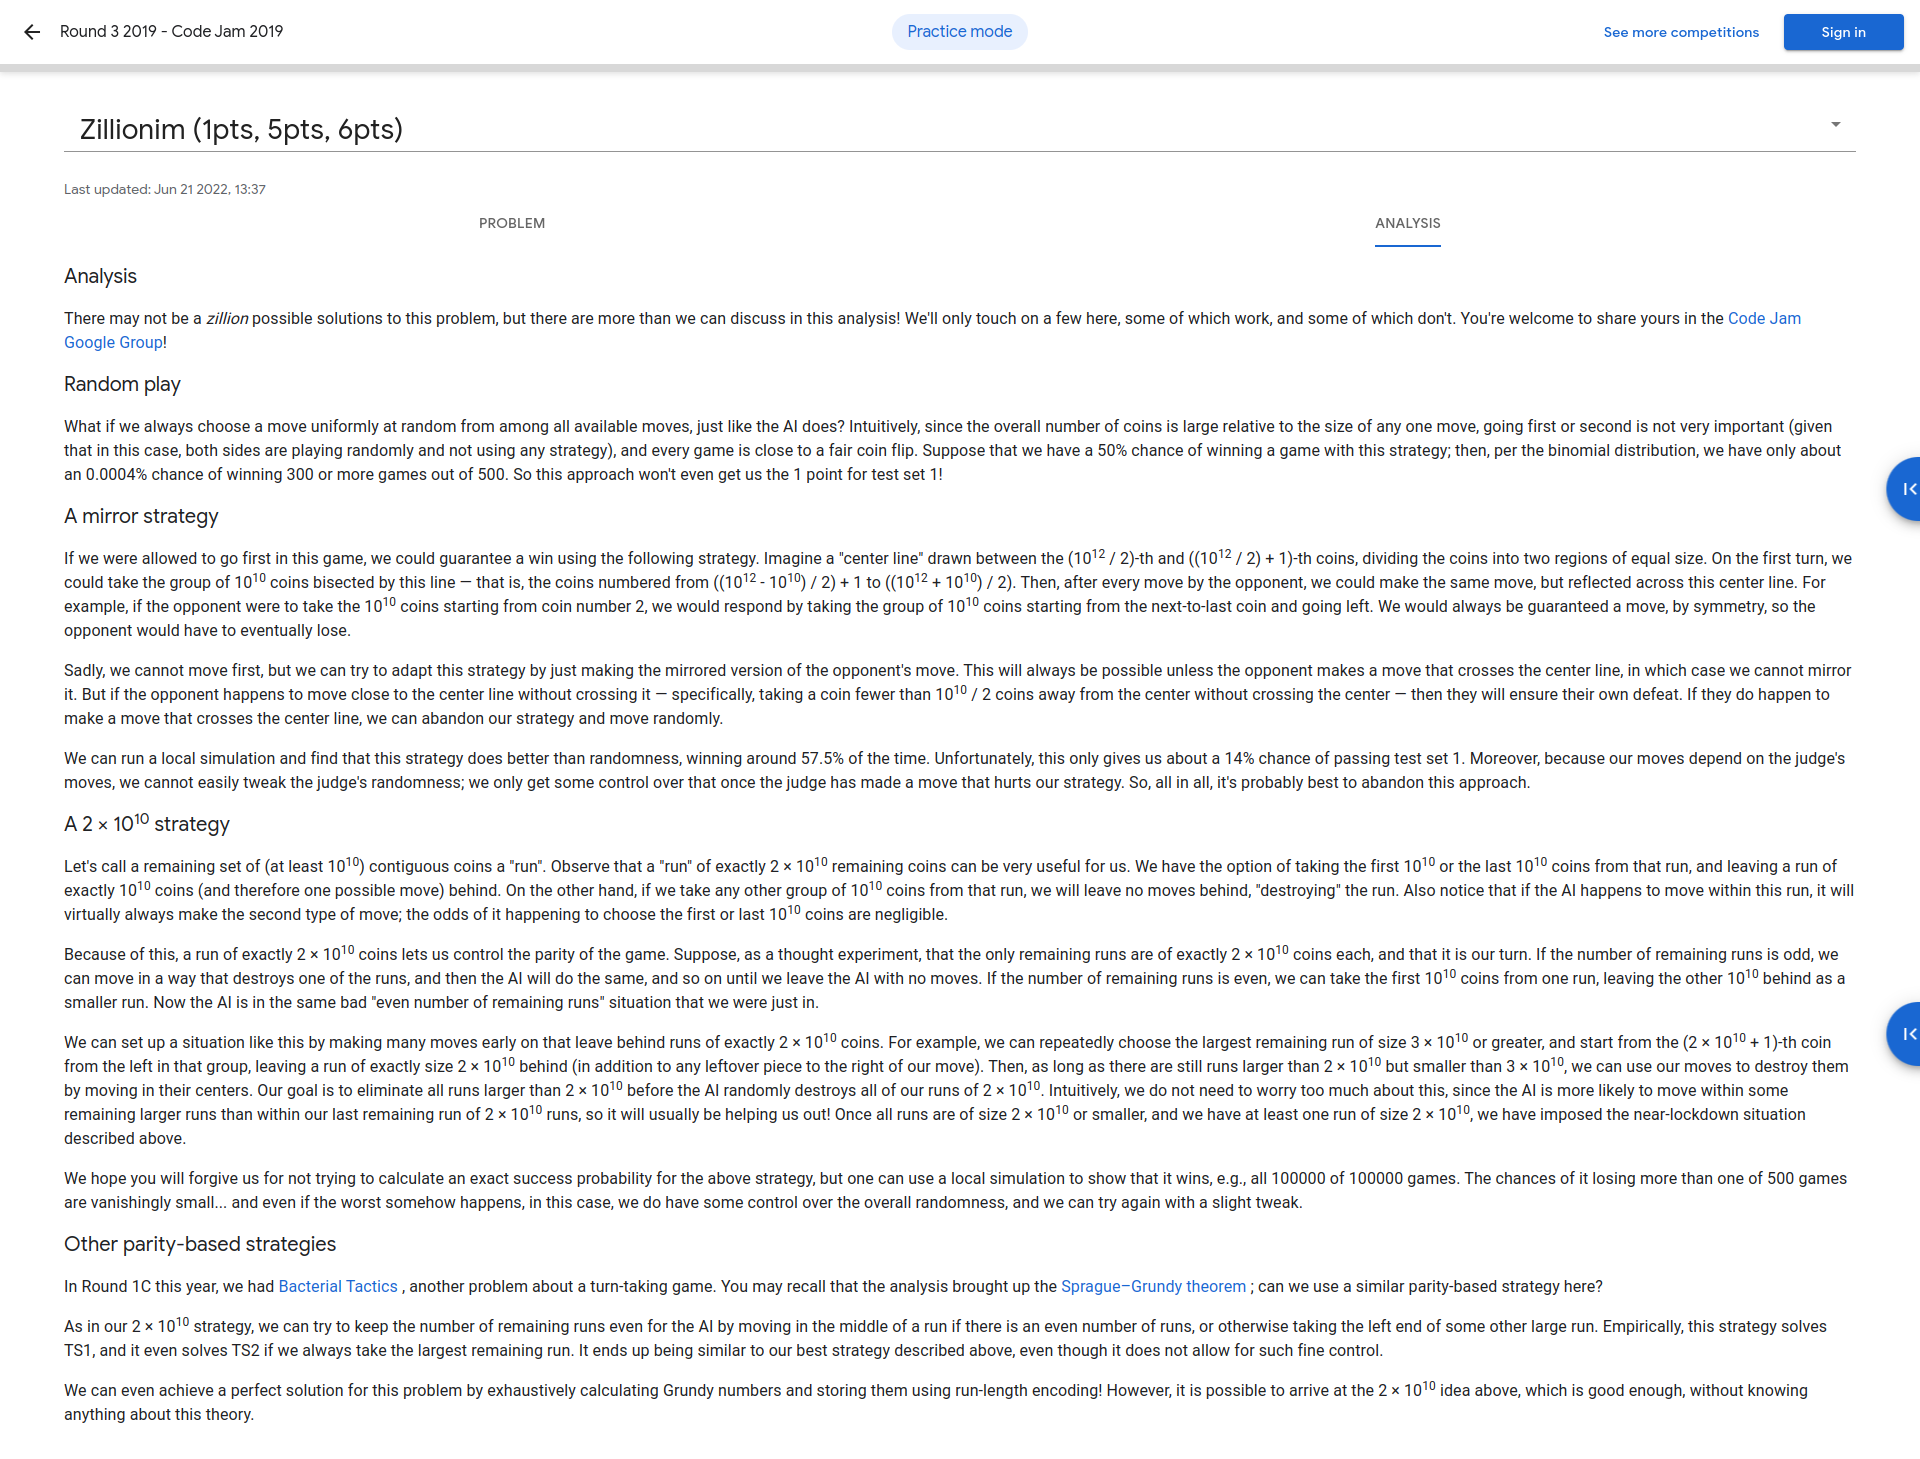 Round 3 2019 - Code Jam 2019
Practice mode
See more competitions
Sign in
Zillionim (1pts, 5pts, 6pts)
Last updated: Jun 21 2022, 13:37
PROBLEM
ANALYSIS
Analysis
There may not be a zillion possible solutions to this problem, but there are more than we can discuss in this analysis! We'll only touch on a few here, some of which work, and some of which don't. You're welcome to share yours in the Code Jam
Google Group!
Random play
What if we always choose a move uniformly at random from among all available moves, just like the AI does? Intuitively, since the overall number of coins is large relative to the size of any one move, going first or second is not very important (given
that in this case, both sides are playing randomly and not using any strategy), and every game is close to a fair coin flip. Suppose that we have a 50% chance of winning a game with this strategy; then, per the binomial distribution, we have only about
an 0.0004% chance of winning 300 or more games out of 500. So this approach won't even get us the 1 point for test set 1!
A mirror strategy
If we were allowed to go first in this game, we could guarantee a win using the following strategy. Imagine a "center line" drawn between the (10^12 / 2)-th and ((10^12 / 2) + 1)-th coins, dividing the coins into two regions of equal size. On the first turn, we
could take the group of 10^10 coins bisected by this line — that is, the coins numbered from ((10^12 - 10^10) / 2) + 1 to ((10^12 + 10^10) / 2). Then, after every move by the opponent, we could make the same move, but reflected across this center line. For
example, if the opponent were to take the 10^10 coins starting from coin number 2, we would respond by taking the group of 10^10 coins starting from the next-to-last coin and going left. We would always be guaranteed a move, by symmetry, so the
opponent would have to eventually lose.
Sadly, we cannot move first, but we can try to adapt this strategy by just making the mirrored version of the opponent's move. This will always be possible unless the opponent makes a move that crosses the center line, in which case we cannot mirror
it. But if the opponent happens to move close to the center line without crossing it — specifically, taking a coin fewer than 10^10 / 2 coins away from the center without crossing the center — then they will ensure their own defeat. If they do happen to
make a move that crosses the center line, we can abandon our strategy and move randomly.
We can run a local simulation and find that this strategy does better than randomness, winning around 57.5% of the time. Unfortunately, this only gives us about a 14% chance of passing test set 1. Moreover, because our moves depend on the judge's
moves, we cannot easily tweak the judge's randomness; we only get some control over that once the judge has made a move that hurts our strategy. So, all in all, it's probably best to abandon this approach.
A 2 × 10^10 strategy
Let's call a remaining set of (at least 10^10) contiguous coins a "run". Observe that a "run" of exactly 2 × 10^10 remaining coins can be very useful for us. We have the option of taking the first 10^10 or the last 10^10 coins from that run, and leaving a run of
exactly 10^10 coins (and therefore one possible move) behind. On the other hand, if we take any other group of 10^10 coins from that run, we will leave no moves behind, "destroying" the run. Also notice that if the AI happens to move within this run, it will
virtually always make the second type of move; the odds of it happening to choose the first or last 10^10 coins are negligible.
Because of this, a run of exactly 2 × 10^10 coins lets us control the parity of the game. Suppose, as a thought experiment, that the only remaining runs are of exactly 2 × 10^10 coins each, and that it is our turn. If the number of remaining runs is odd, we
can move in a way that destroys one of the runs, and then the AI will do the same, and so on until we leave the AI with no moves. If the number of remaining runs is even, we can take the first 10^10 coins from one run, leaving the other 10^10 behind as a
smaller run. Now the AI is in the same bad "even number of remaining runs" situation that we were just in.
We can set up a situation like this by making many moves early on that leave behind runs of exactly 2 × 10^10 coins. For example, we can repeatedly choose the largest remaining run of size 3 × 10^10 or greater, and start from the (2 × 10^10 + 1)-th coin
from the left in that group, leaving a run of exactly size 2 × 10^10 behind (in addition to any leftover piece to the right of our move). Then, as long as there are still runs larger than 2 × 10^10 but smaller than 3 × 10^10, we can use our moves to destroy them
by moving in their centers. Our goal is to eliminate all runs larger than 2 × 10^10 before the AI randomly destroys all of our runs of 2 × 10^10. Intuitively, we do not need to worry too much about this, since the AI is more likely to move within some
remaining larger runs than within our last remaining run of 2 × 10^10 runs, so it will usually be helping us out! Once all runs are of size 2 × 10^10 or smaller, and we have at least one run of size 2 × 10^10, we have imposed the near-lockdown situation
described above.
We hope you will forgive us for not trying to calculate an exact success probability for the above strategy, but one can use a local simulation to show that it wins, e.g., all 100000 of 100000 games. The chances of it losing more than one of 500 games
are vanishingly small... and even if the worst somehow happens, in this case, we do have some control over the overall randomness, and we can try again with a slight tweak.
Other parity-based strategies
In Round 1C this year, we had Bacterial Tactics , another problem about a turn-taking game. You may recall that the analysis brought up the Sprague–Grundy theorem ; can we use a similar parity-based strategy here?
As in our 2 × 10^10 strategy, we can try to keep the number of remaining runs even for the AI by moving in the middle of a run if there is an even number of runs, or otherwise taking the left end of some other large run. Empirically, this strategy solves
TS1, and it even solves TS2 if we always take the largest remaining run. It ends up being similar to our best strategy described above, even though it does not allow for such fine control.
We can even achieve a perfect solution for this problem by exhaustively calculating Grundy numbers and storing them using run-length encoding! However, it is possible to arrive at the 2 × 10^10 idea above, which is good enough, without knowing
anything about this theory.